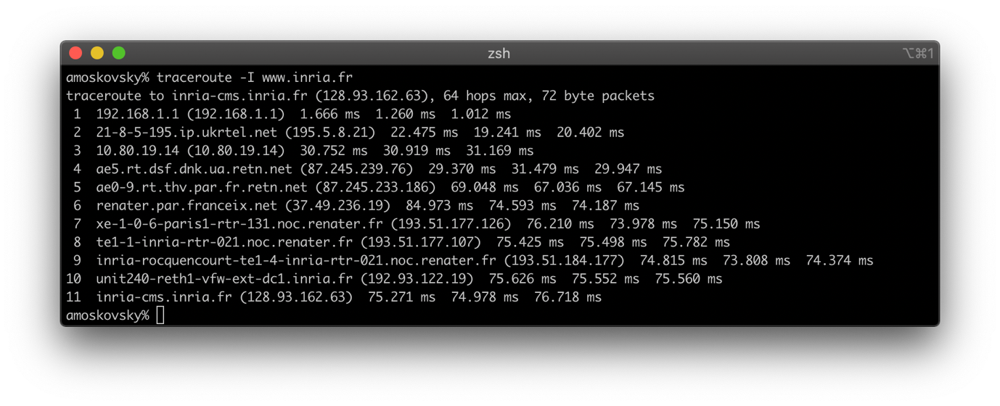 zsh
⌥⌘1
amoskovsky% traceroute -I www.inria.fr
traceroute to inria-cms.inria.fr (128.93.162.63), 64 hops max, 72 byte packets
1 192.168.1.1 (192.168.1.1) 1.666 ms 1.260 ms 1.012 ms
2 21-8-5-195.ip.ukrtel.net (195.5.8.21) 22.475 ms 19.241 ms 20.402 ms
3 10.80.19.14 (10.80.19.14) 30.752 ms 30.919 ms 31.169 ms
4 ae5.rt.dsf.dnk.ua.retn.net (87.245.239.76) 29.370 ms 31.479 ms 29.947 ms
5 ae0-9.rt.thv.par.fr.retn.net (87.245.233.186) 69.048 ms 67.036 ms 67.145 ms
6 renater.par.franceix.net (37.49.236.19) 84.973 ms 74.593 ms 74.187 ms
7 xe-1-0-6-paris1-rtr-131.noc.renater.fr (193.51.177.126) 76.210 ms 73.978 ms 75.150 ms
8 te1-1-inria-rtr-021.noc.renater.fr (193.51.177.107) 75.425 ms 75.498 ms 75.782 ms
9 inria-rocquencourt-te1-4-inria-rtr-021.noc.renater.fr (193.51.184.177) 74.815 ms 73.808 ms 74.374 ms
10 unit240-reth1-vfw-ext-dc1.inria.fr (192.93.122.19) 75.626 ms 75.552 ms 75.560 ms
11 inria-cms.inria.fr (128.93.162.63) 75.271 ms 74.978 ms 76.718 ms
amoskovsky%